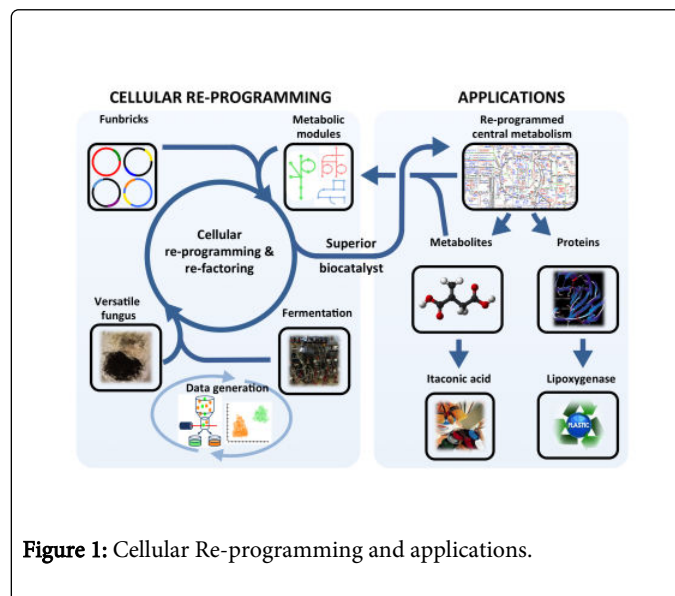 CELLULAR RE-PROGRAMMING
Funbricks
Metabolic
modules
Cellular
re-programming &
re-factoring
Versatile
fungus
Fermentation
Data generation
Superior
biocatalyst
APPLICATIONS
Re-programmed
central metabolism
Metabolites
Proteins
Itaconic acid
Lipoxygenase
PLASTIC
Figure 1: Cellular Re-programming and applications.